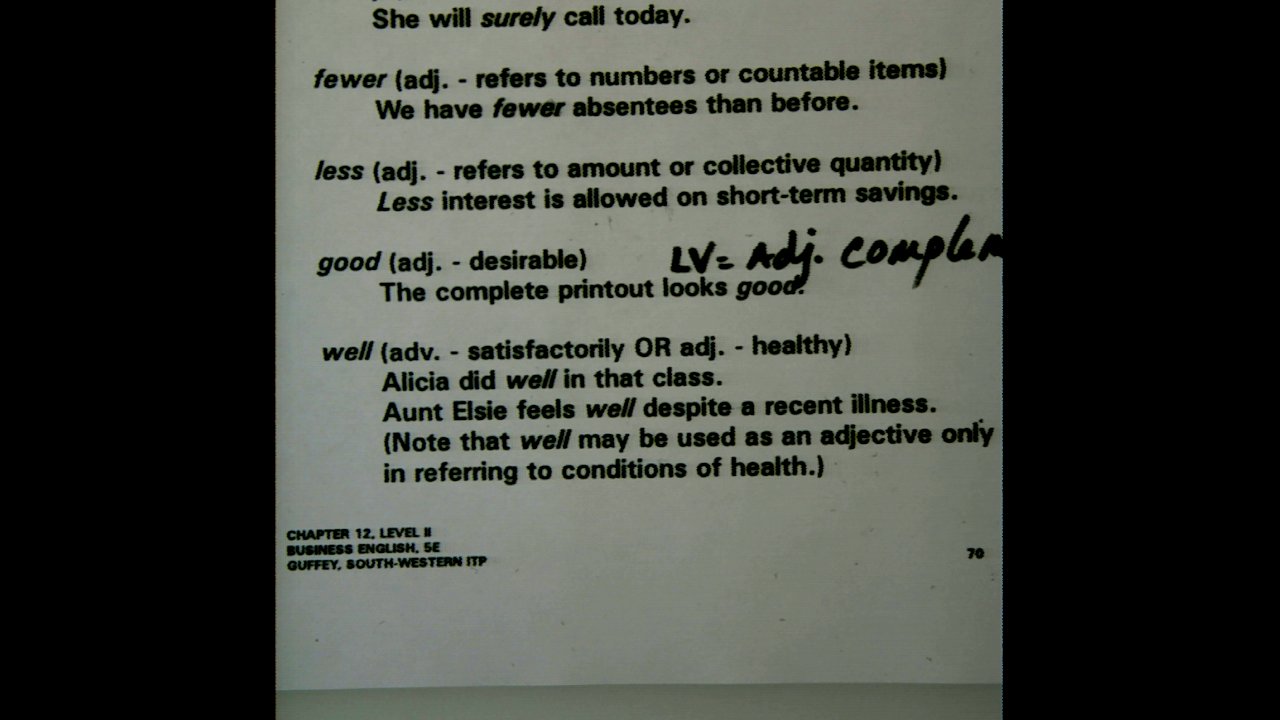 She will surely call today.
fewer (adj. - refers to numbers or countable items)
We have fewer absentees than before.
less (adj. - refers to amount or collective quantity)
Less interest is allowed on short-term savings.
good (adj. - desirable) LV= Adj. complem
The complete printout looks good.
well (adv. - satisfactorily OR adj. - healthy)
Alicia did well in that class.
Aunt Elsie feels well despite a recent illness.
(Note that well may be used as an adjective only
in referring to conditions of health.)
CHAPTER 12, LEVEL II
BUSINESS ENGLISH, 5E
GUFFEY, SOUTH-WESTERN ITP
70